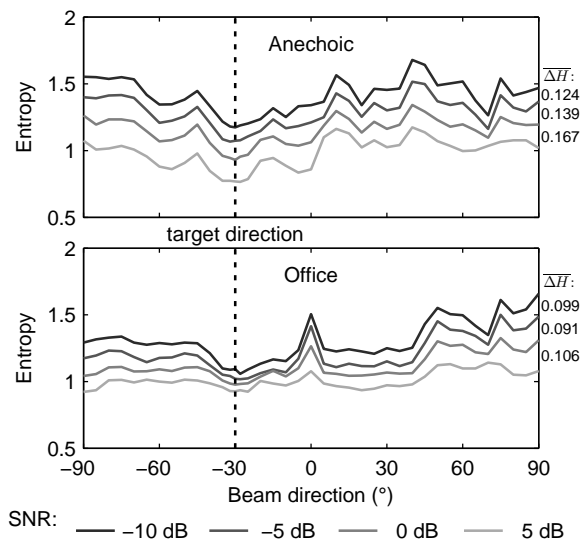 2
Anechoic
ΔH:
1.5
0.124
0.139
1
0.167
0.5
Entropy
target direction
2
Office
ΔH:
1.5
0.099
0.091
1
0.106
0.5
Entropy
−90 −60 −30 0 30 60 90
Beam direction (°)
SNR: −10 dB −5 dB 0 dB 5 dB